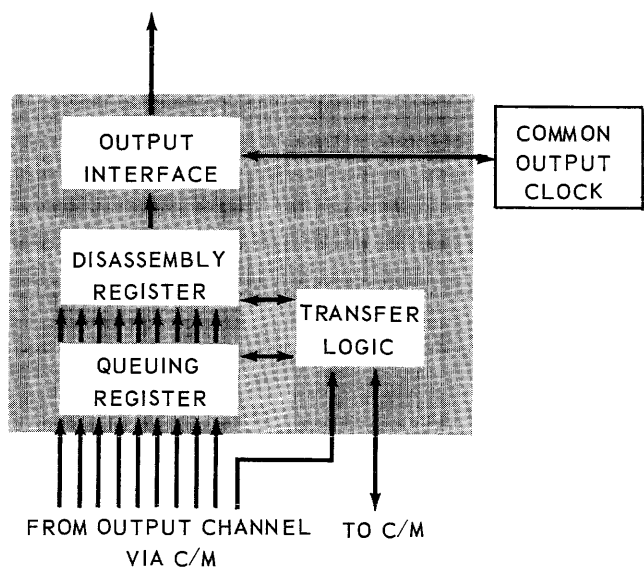 OUTPUT
INTERFACE
COMMON
OUTPUT
CLOCK
DISASSEMBLY
REGISTER
TRANSFER
LOGIC
QUEUING
REGISTER
FROM OUTPUT CHANNEL
VIA C/M
TO C/M